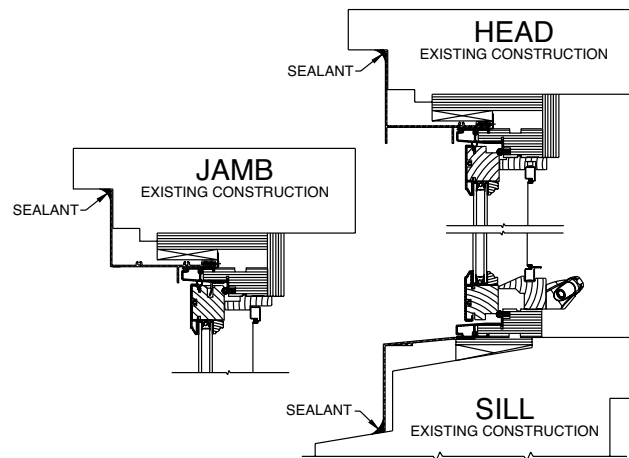 HEAD
EXISTING CONSTRUCTION
SEALANT
JAMB
EXISTING CONSTRUCTION
SEALANT
SEALANT
SILL
EXISTING CONSTRUCTION